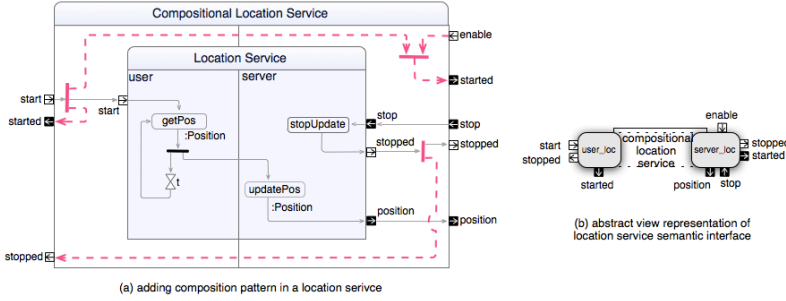 Compositional Location Service
enable
Location Service
user
server
started
start
start
started
getPos
:Position
stopUpdate
stop
stop
stopped
stopped
t
updatePos
:Position
position
position
stopped
(a) adding composition pattern in a location serivce
enable
start
stopped
user_loc
compositional
location
service
server_loc
stopped
started
started
position
stop
(b) abstract view representation of
location service semantic interface